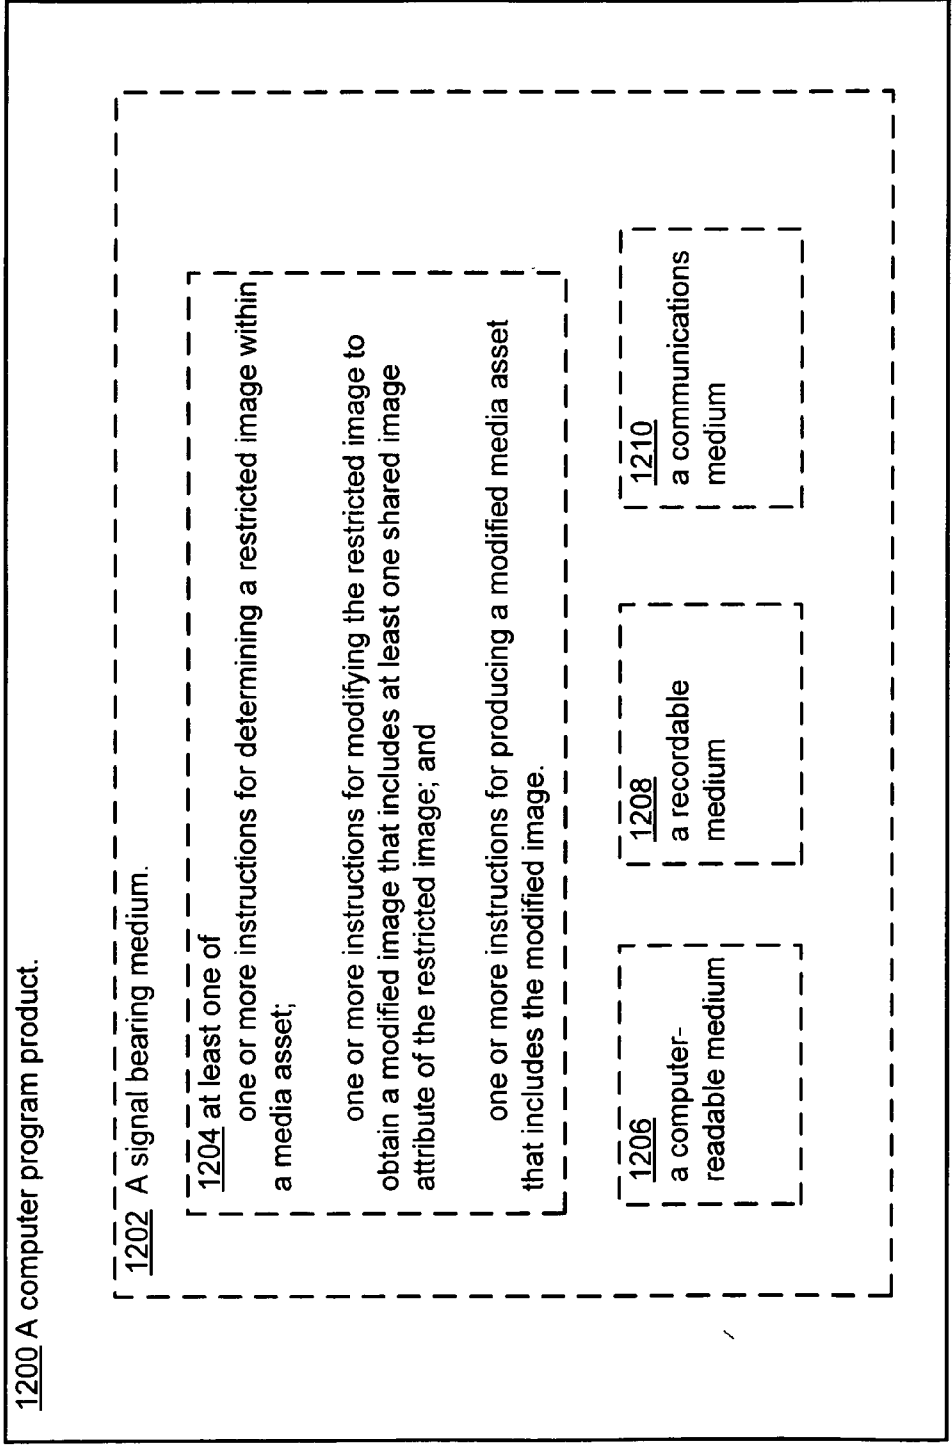 1200 A computer program product.
1202 A signal bearing medium.
1204 at least one of
one or more instructions for determining a restricted image within
a media asset;
one or more instructions for modifying the restricted image to
obtain a modified image that includes at least one shared image
attribute of the restricted image; and
one or more instructions for producing a modified media asset
that includes the modified image.
1206
a computer-
readable medium
1208
a recordable
medium
1210
a communications
medium